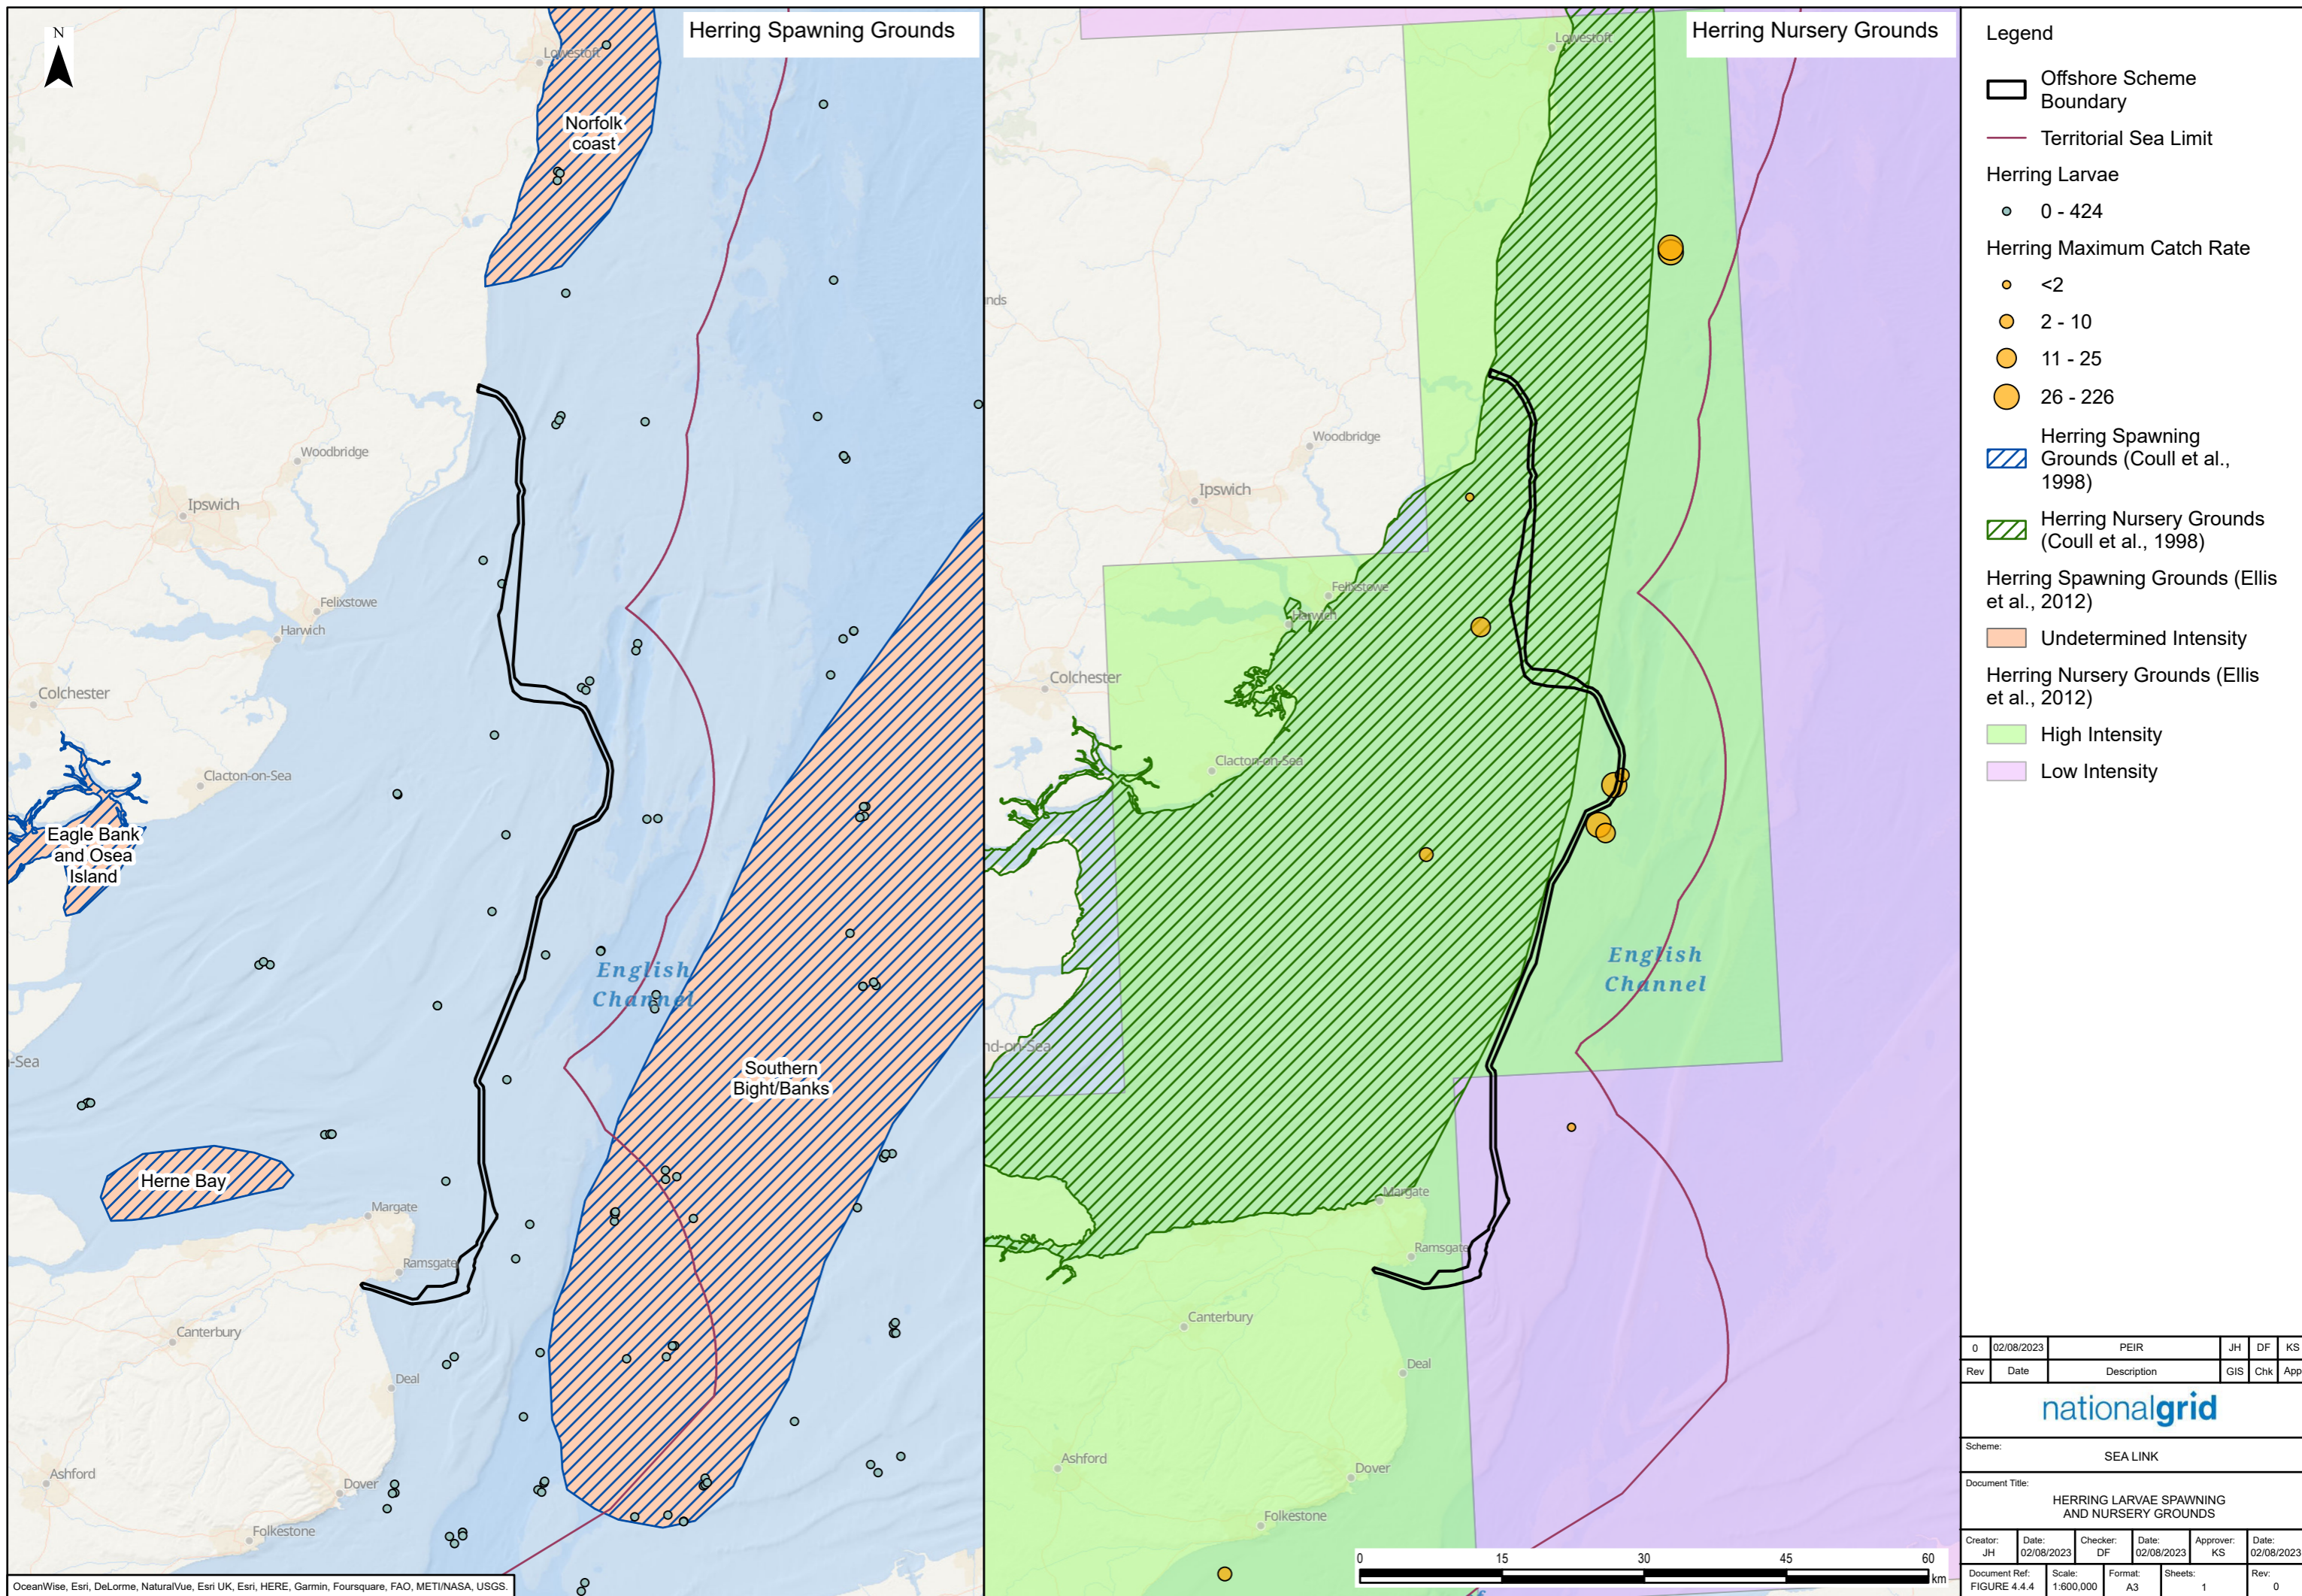 Herring Spawning Grounds
N
Lowestoft
Norfolk
coast
Woodbridge
Ipswich
Felixstowe
Harwich
Colchester
Clacton-on-Sea
Eagle Bank
and Osea
Island
English
Channel
-Sea
Southern
Bight/Banks
Herne Bay
Margate
Ramsgate
Canterbury
Deal
Ashford
Dover
Folkestone
OceanWise, Esri, DeLorme, NaturalVue, Esri UK, Esri, HERE, Garmin, Foursquare, FAO, METI/NASA, USGS.
Herring Nursery Grounds
Lowestoft
nds
Woodbridge
Ipswich
Felixstowe
Harwich
Colchester
Clacton-on-Sea
English
Channel
nd-on-Sea
Margate
Ramsgate
Canterbury
Deal
Ashford
Dover
Folkestone
0 15 30 45 60
km
Legend
Offshore Scheme
Boundary
Territorial Sea Limit
Herring Larvae
0 - 424
Herring Maximum Catch Rate
<2
2 - 10
11 - 25
26 - 226
Herring Spawning
Grounds (Coull et al.,
1998)
Herring Nursery Grounds
(Coull et al., 1998)
Herring Spawning Grounds (Ellis
et al., 2012)
Undetermined Intensity
Herring Nursery Grounds (Ellis
et al., 2012)
High Intensity
Low Intensity
0 02/08/2023 PEIR JH DF KS
Rev Date Description GIS Chk App
nationalgrid
Scheme:
SEA LINK
Document Title:
HERRING LARVAE SPAWNING
AND NURSERY GROUNDS
Creator: Date: Checker: Date: Approver: Date:
JH 02/08/2023 DF 02/08/2023 KS 02/08/2023
Document Ref: Scale: Format: Sheets: Rev:
FIGURE 4.4.4 1:600,000 A3 1 0